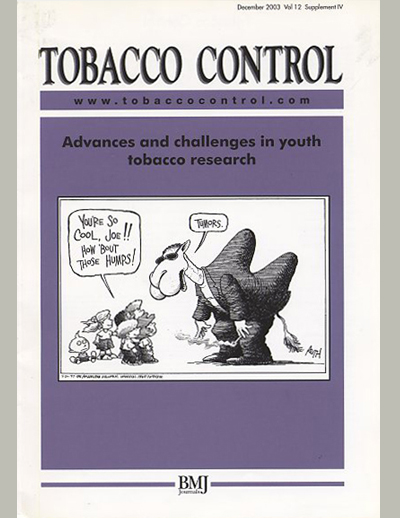 December 2003 Vol 12 Supplement IV
TOBACCO CONTROL
www.tobaccocontrol.com
Advances and challenges in youth
tobacco research
YOU'RE SO
COOL, JOE!!
HOW 'BOUT
THOSE HUMPS!
TUMORS.
AUTH
BMJ
Journals